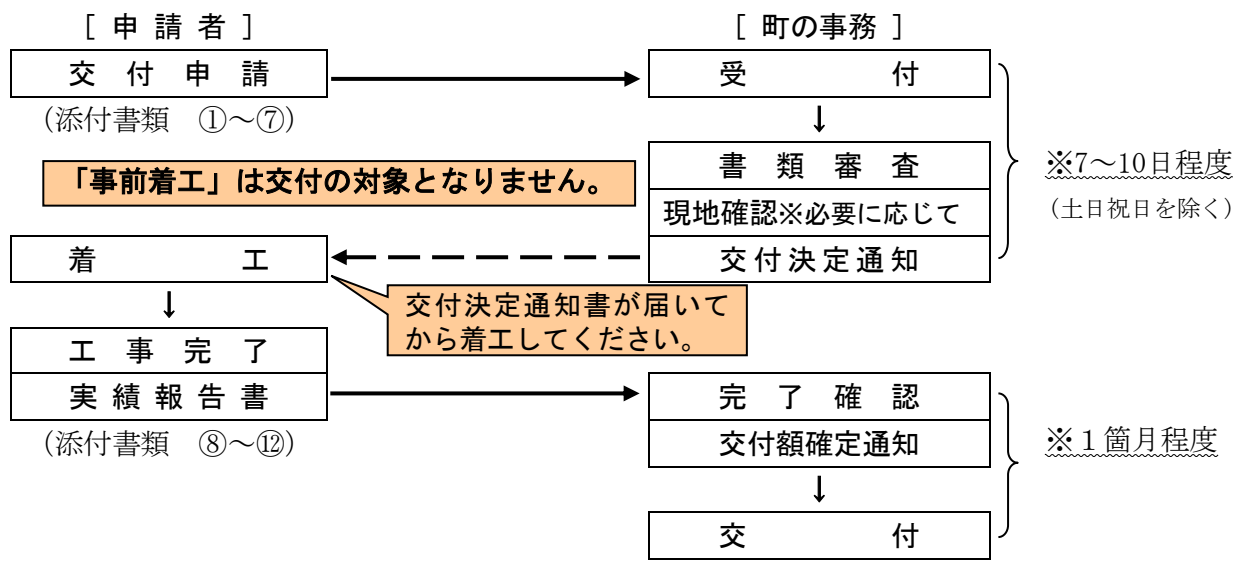 ［ 申 請 者 ］
［ 町の事務 ］
交 付 申 請
受 付
(添付書類 ①～⑦)
↓
「事前着工」は交付の対象となりません。
書 類 審 査
※7～10日程度
現地確認※必要に応じて
(土日祝日を除く)
着 工
交付決定通知
↓
交付決定通知書が届いて
から着工してください。
工 事 完 了
実 績 報 告 書
完 了 確 認
(添付書類 ⑧～⑫)
交付額確定通知
※１箇月程度
↓
交 付